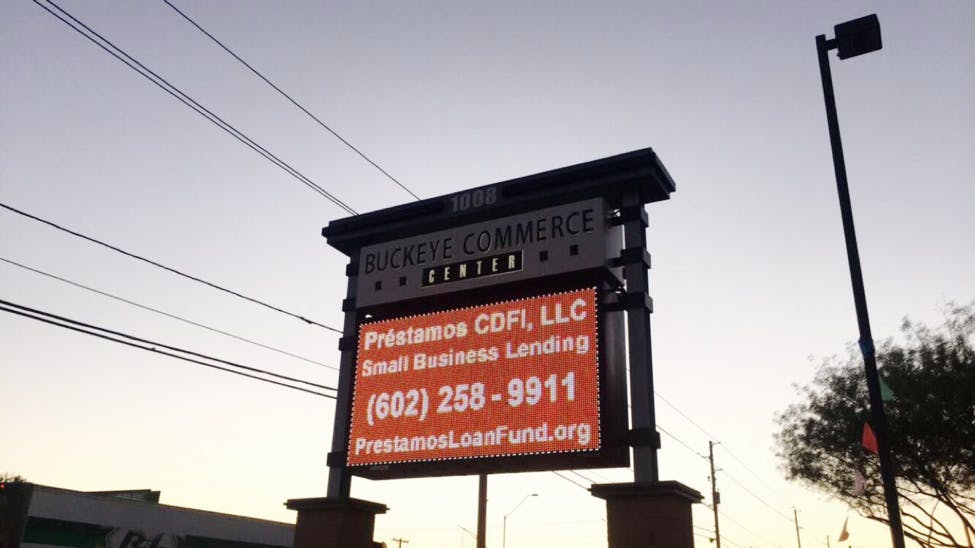 1008
BUCKEYE COMMERCE
CENTER
Préstamos CDFI, LLC
Small Business Lending
(602) 258-9911
PrestamosLoanFund.org